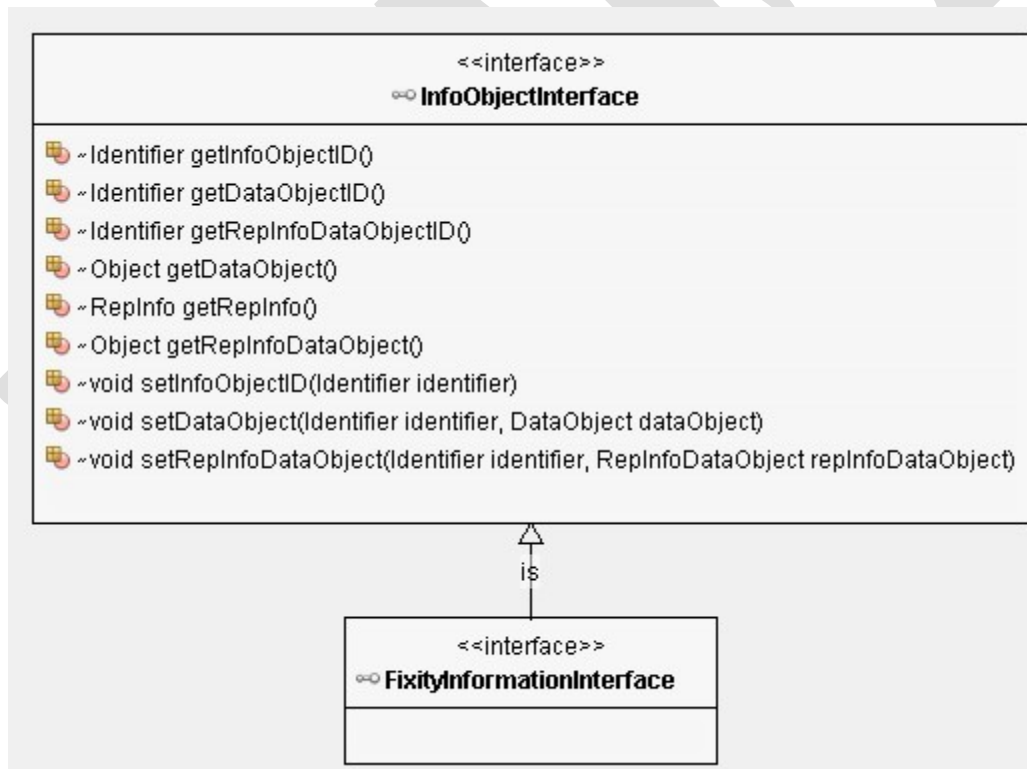 <<interface>>
InfoObjectInterface
~Identifier getInfoObjectID()
~Identifier getDataObjectID()
~Identifier getRepInfoDataObjectID()
~Object getDataObject()
~RepInfo getRepInfo()
~Object getRepInfoDataObject()
~void setInfoObjectID(Identifier identifier)
~void setDataObject(Identifier identifier, DataObject dataObject)
~void setRepInfoDataObject(Identifier identifier, RepInfoDataObject repInfoDataObject)
is
<<interface>>
FixityInformationInterface